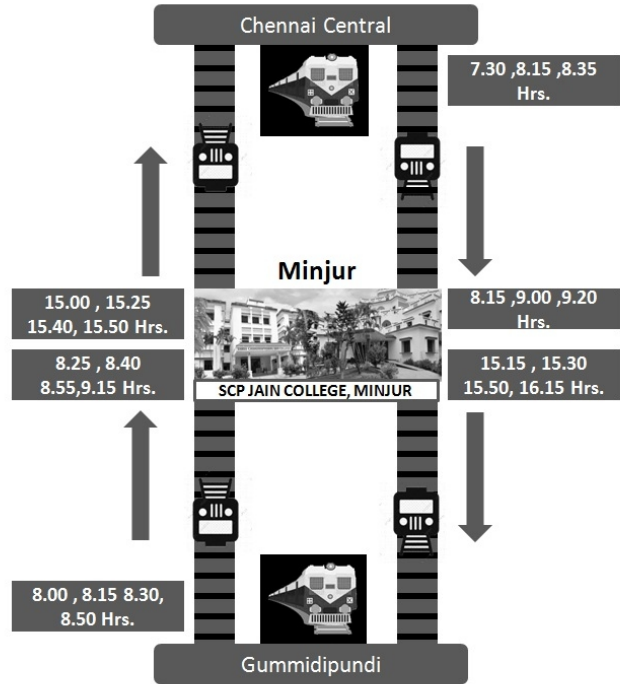 Chennai Central
7.30 ,8.15 ,8.35
Hrs.
Minjur
15.00 , 15.25
15.40, 15.50 Hrs.
8.15 ,9.00 ,9.20
Hrs.
8.25 , 8.40
8.55,9.15 Hrs.
15.15 , 15.30
15.50, 16.15 Hrs.
SCP JAIN COLLEGE, MINJUR
8.00 , 8.15 8.30,
8.50 Hrs.
Gummidipundi